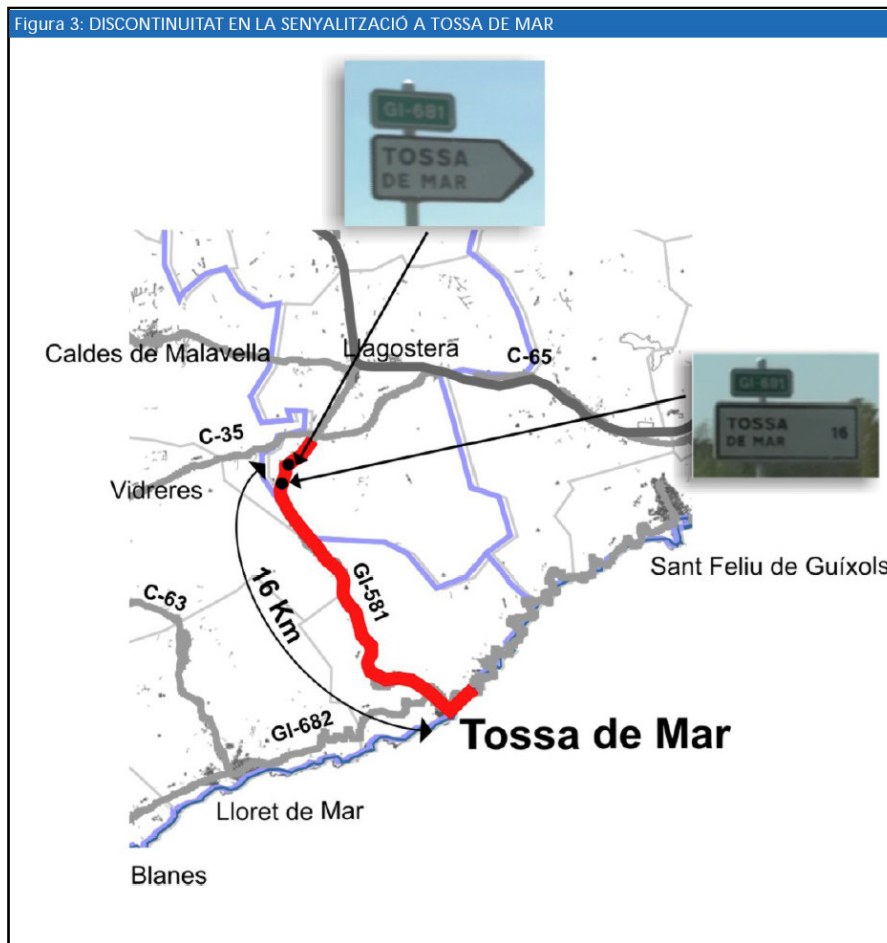 Figura 3: DISCONTINUITAT EN LA SENYALITZACIÓ A TOSSA DE MAR
GI-681
TOSSA
DE MAR
Caldes de Malavella
Llagostera
C-65
GI-681
TOSSA
DE MAR 16
C-35
Vidreres
Sant Feliu de Guíxols
C-63
16 Km
GI-581
GI-682
Tossa de Mar
Lloret de Mar
Blanes